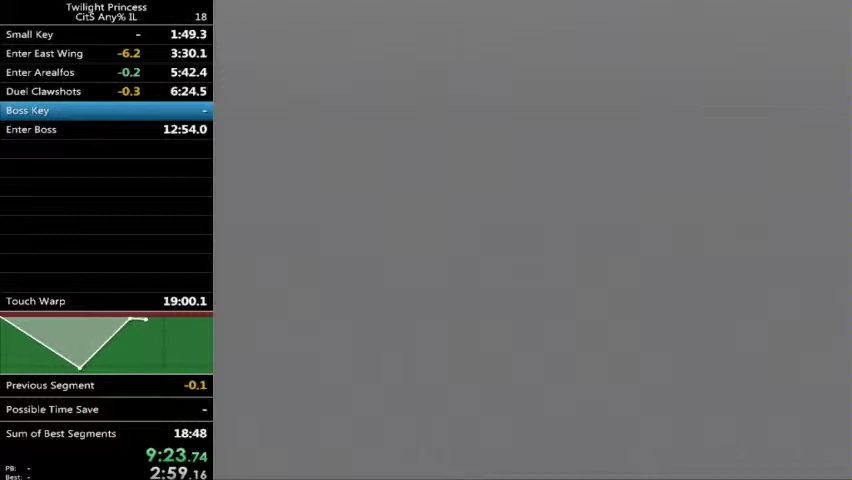 Twilight Princess
CitS Any% IL 18
Small Key - 1:49.3
Enter East Wing -6.2 3:30.1
Enter Arealfos -0.2 5:42.4
Duel Clawshots -0.3 6:24.5
Boss Key -
Enter Boss 12:54.0
Touch Warp 19:00.1
Previous Segment -0.1
Possible Time Save -
Sum of Best Segments 18:48
9:23.74
PB: -
Best: - 2:59.16